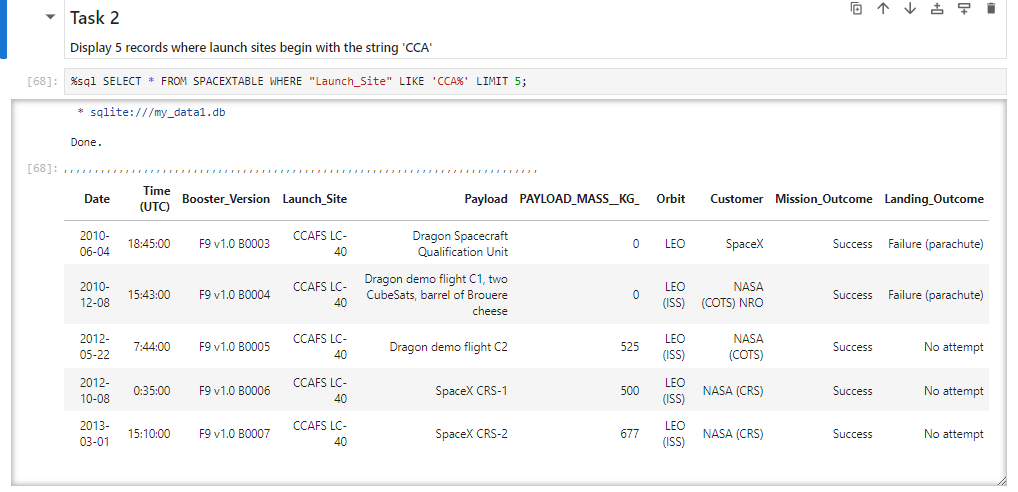 Task 2
Display 5 records where launch sites begin with the string 'CCA'
[68]: %sql SELECT * FROM SPACEXTABLE WHERE "Launch_Site" LIKE 'CCA%' LIMIT 5;
* sqlite:///my_data1.db
Done.
[68]: ,,,,,,,,,,,,,,,,,,,,,,,,,,,,,,,,,,,,,,,,,,,,,,,,,,,,,,,,,,,,,,,,,,,,,,,,,,,,,,
Date Time (UTC) Booster_Version Launch_Site Payload PAYLOAD_MASS__KG_ Orbit Customer Mission_Outcome Landing_Outcome
2010-06-04 18:45:00 F9 v1.0 B0003 CCAFS LC-40 Dragon Spacecraft Qualification Unit 0 LEO SpaceX Success Failure (parachute)
2010-12-08 15:43:00 F9 v1.0 B0004 CCAFS LC-40 Dragon demo flight C1, two CubeSats, barrel of Brouere cheese 0 LEO (ISS) NASA (COTS) NRO Success Failure (parachute)
2012-05-22 7:44:00 F9 v1.0 B0005 CCAFS LC-40 Dragon demo flight C2 525 LEO (ISS) NASA (COTS) Success No attempt
2012-10-08 0:35:00 F9 v1.0 B0006 CCAFS LC-40 SpaceX CRS-1 500 LEO (ISS) NASA (CRS) Success No attempt
2013-03-01 15:10:00 F9 v1.0 B0007 CCAFS LC-40 SpaceX CRS-2 677 LEO (ISS) NASA (CRS) Success No attempt